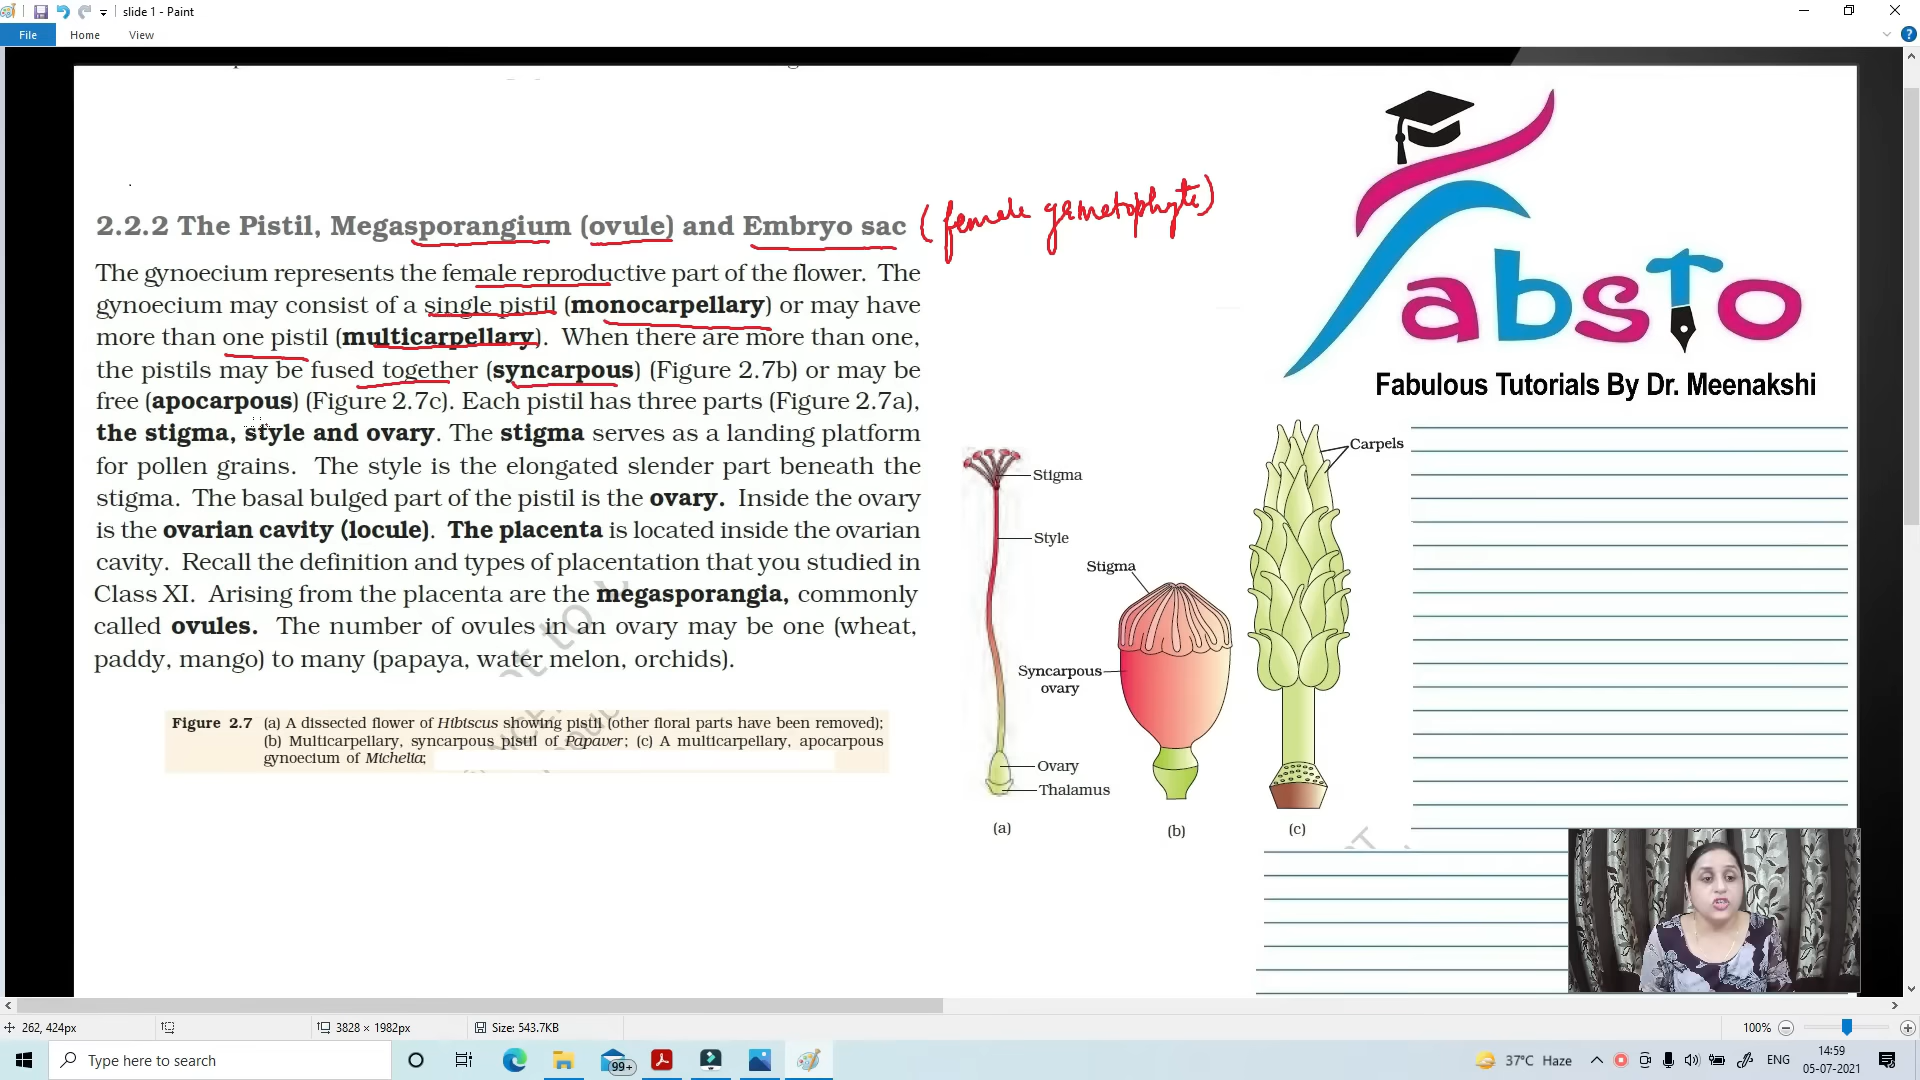 slide 1 - Paint
File Home View
2.2.2 The Pistil, Megasporangium (ovule) and Embryo sac (female gametophyte)
The gynoecium represents the female reproductive part of the flower. The
gynoecium may consist of a single pistil (monocarpellary) or may have
more than one pistil (multicarpellary). When there are more than one,
the pistils may be fused together (syncarpous) (Figure 2.7b) or may be
free (apocarpous) (Figure 2.7c). Each pistil has three parts (Figure 2.7a),
the stigma, style and ovary. The stigma serves as a landing platform
for pollen grains. The style is the elongated slender part beneath the
stigma. The basal bulged part of the pistil is the ovary. Inside the ovary
is the ovarian cavity (locule). The placenta is located inside the ovarian
cavity. Recall the definition and types of placentation that you studied in
Class XI. Arising from the placenta are the megasporangia, commonly
called ovules. The number of ovules in an ovary may be one (wheat,
paddy, mango) to many (papaya, water melon, orchids).
Figure 2.7 (a) A dissected flower of Hibiscus showing pistil (other floral parts have been removed);
(b) Multicarpellary, syncarpous pistil of Papaver; (c) A multicarpellary, apocarpous
gynoecium of Michelia;
Fabsto
Fabulous Tutorials By Dr. Meenakshi
Stigma
Style
Ovary
Thalamus
(a)
Stigma
Syncarpous
ovary
(b)
Carpels
(c)
262, 424px
3828 × 1982px
Size: 543.7KB
100%
Type here to search
99+
37°C Haze
ENG
14:59
05-07-2021